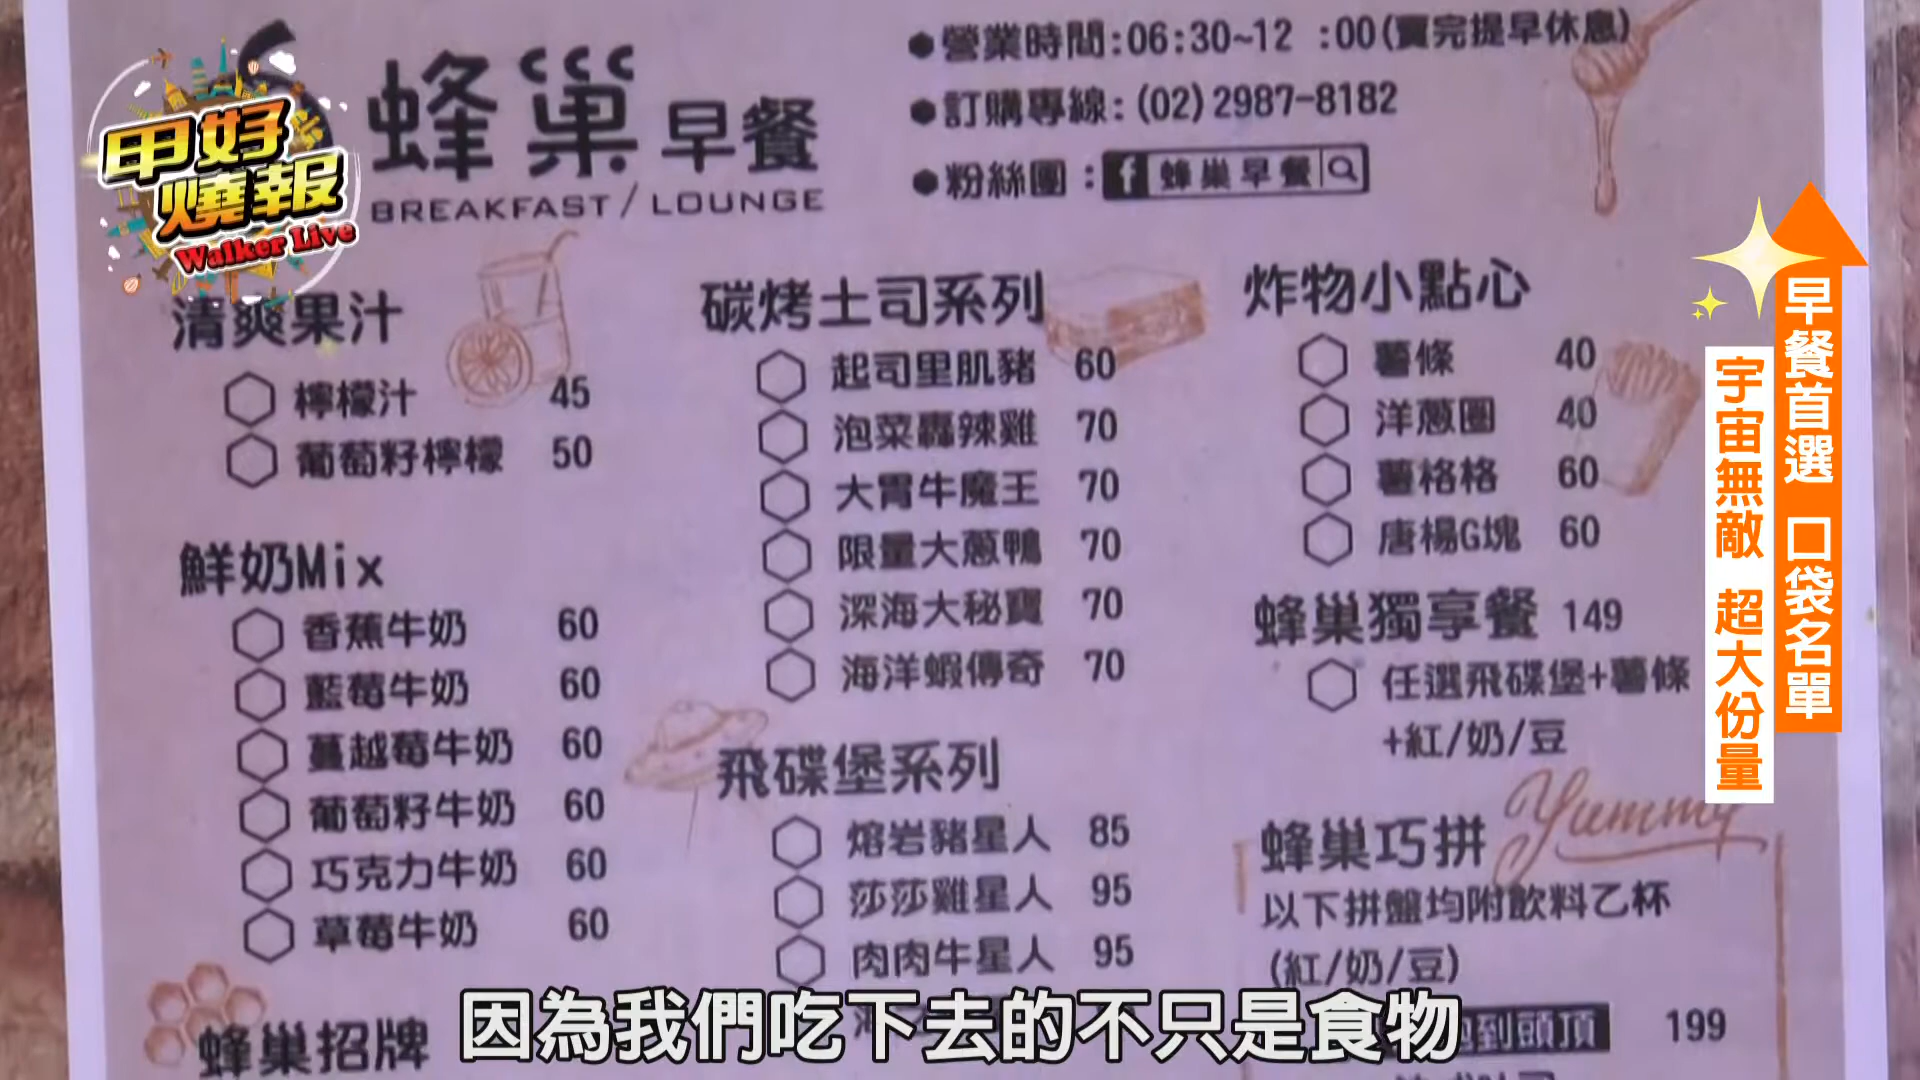 甲好
燒報
Walker Live
蜂巢早餐
BREAKFAST / LOUNGE
●營業時間:06:30~12 :00(賣完提早休息)
●訂購專線:(02)2987-8182
●粉絲團:f 蜂巢早餐
清爽果汁
檸檬汁 45
葡萄籽檸檬 50
鮮奶Mix
香蕉牛奶 60
藍莓牛奶 60
蔓越莓牛奶 60
葡萄籽牛奶 60
巧克力牛奶 60
草莓牛奶 60
蜂巢招牌
碳烤土司系列
起司里肌豬 60
泡菜轟辣雞 70
大胃牛魔王 70
限量大蔥鴨 70
深海大秘寶 70
海洋蝦傳奇 70
飛碟堡系列
熔岩豬星人 85
莎莎雞星人 95
肉肉牛星人 95
炸物小點心
薯條 40
洋蔥圈 40
薯格格 60
唐楊G塊 60
蜂巢獨享餐 149
任選飛碟堡+薯條
+紅/奶/豆
Yummy
蜂巢巧拼
以下拼盤均附飲料乙杯
(紅/奶/豆)
到頭頂 199
早餐首選 口袋名單
宇宙無敵 超大份量
因為我們吃下去的不只是食物